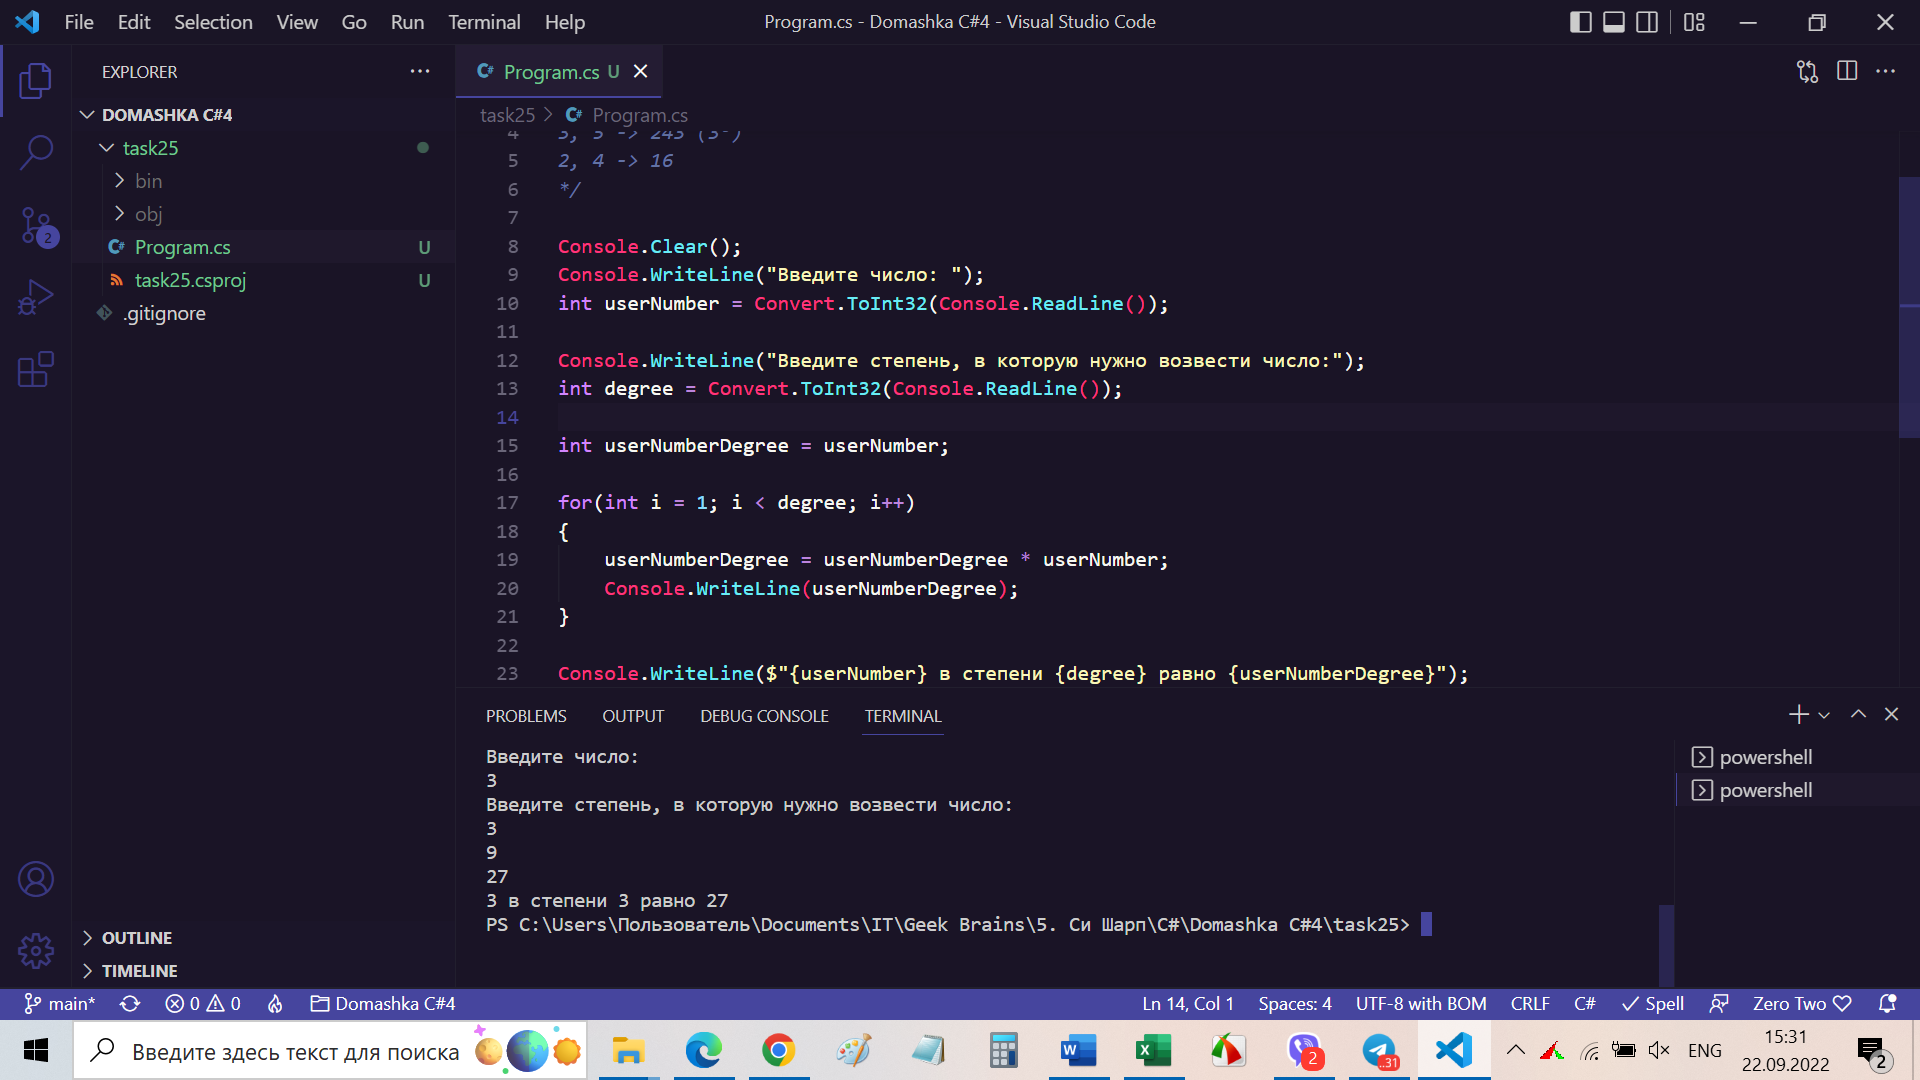 File Edit Selection View Go Run Terminal Help
Program.cs - Domashka C#4 - Visual Studio Code
EXPLORER
DOMASHKA C#4
task25
bin
obj
Program.cs U
task25.csproj U
.gitignore
OUTLINE
TIMELINE
2
Program.cs U
task25 > Program.cs
4 3, 5 -> 243 (3⁵)
5 2, 4 -> 16
6 */
7
8 Console.Clear();
9 Console.WriteLine("Введите число: ");
10 int userNumber = Convert.ToInt32(Console.ReadLine());
11
12 Console.WriteLine("Введите степень, в которую нужно возвести число:");
13 int degree = Convert.ToInt32(Console.ReadLine());
14
15 int userNumberDegree = userNumber;
16
17 for(int i = 1; i < degree; i++)
18 {
19 userNumberDegree = userNumberDegree * userNumber;
20 Console.WriteLine(userNumberDegree);
21 }
22
23 Console.WriteLine($"{userNumber} в степени {degree} равно {userNumberDegree}");
PROBLEMS OUTPUT DEBUG CONSOLE TERMINAL
Введите число:
3
Введите степень, в которую нужно возвести число:
3
9
27
3 в степени 3 равно 27
PS C:\Users\Пользователь\Documents\IT\Geek Brains\5. Си Шарп\C#\Domashka C#4\task25>
powershell
powershell
main* 0 0 Domashka C#4
Ln 14, Col 1 Spaces: 4 UTF-8 with BOM CRLF C# Spell Zero Two
Введите здесь текст для поиска
2
..31
ENG
15:31
22.09.2022
2